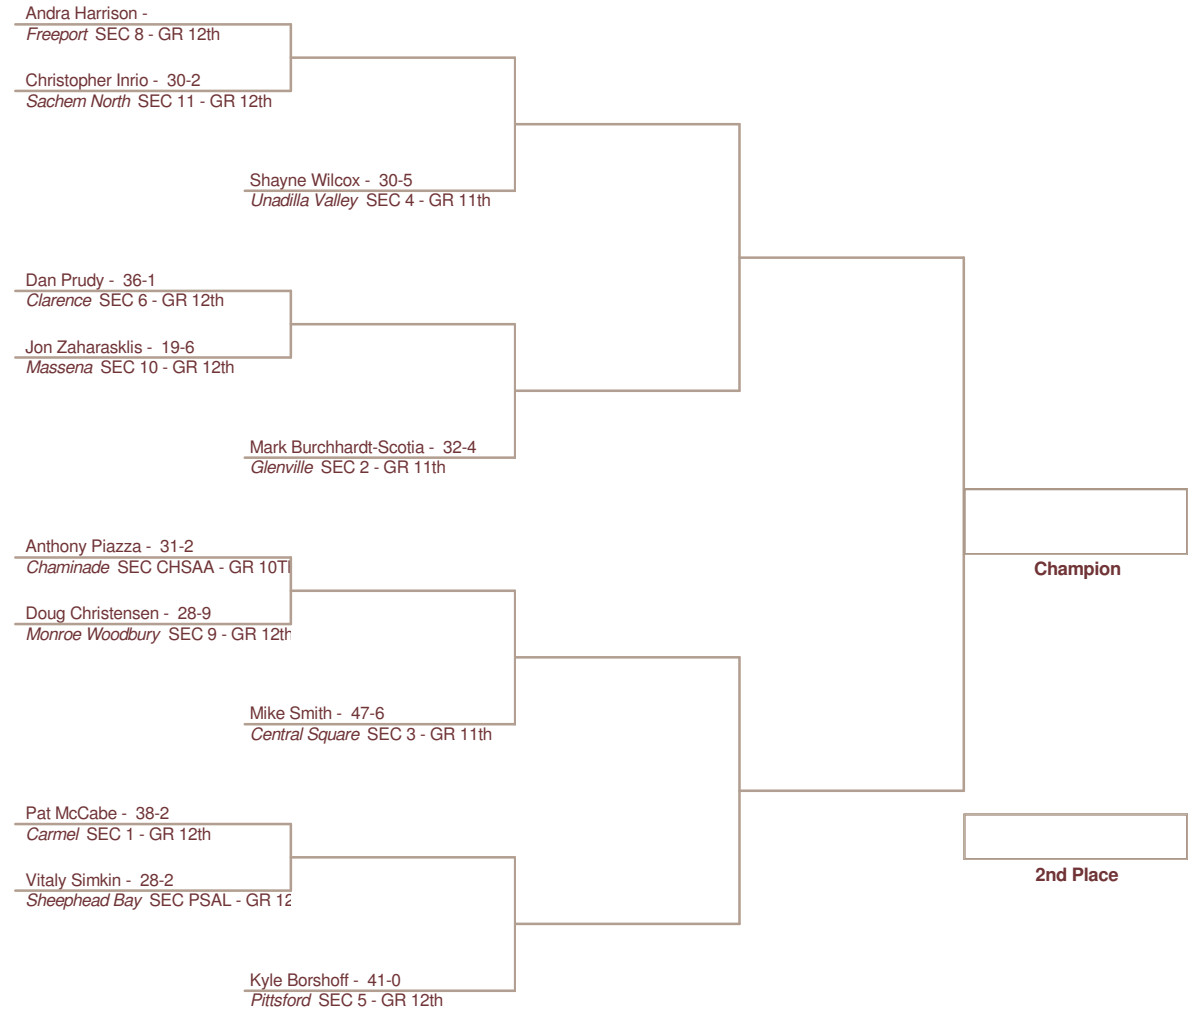 Andra Harrison -
Freeport SEC 8 - GR 12th
Christopher Inrio - 30-2
Sachem North SEC 11 - GR 12th
Shayne Wilcox - 30-5
Unadilla Valley SEC 4 - GR 11th
Dan Prudy - 36-1
Clarence SEC 6 - GR 12th
Jon Zaharasklis - 19-6
Massena SEC 10 - GR 12th
Mark Burchhardt-Scotia - 32-4
Glenville SEC 2 - GR 11th
Anthony Piazza - 31-2
Chaminade SEC CHSAA - GR 10T
Champion
Doug Christensen - 28-9
Monroe Woodbury SEC 9 - GR 12th
Mike Smith - 47-6
Central Square SEC 3 - GR 11th
Pat McCabe - 38-2
Carmel SEC 1 - GR 12th
2nd Place
Vitaly Simkin - 28-2
Sheephead Bay SEC PSAL - GR 12
Kyle Borshoff - 41-0
Pittsford SEC 5 - GR 12th